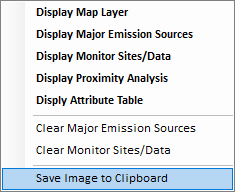 Display Map Layer
Display Major Emission Sources
Display Monitor Sites/Data
Display Proximity Analysis
Disply Attribute Table
Clear Major Emission Sources
Clear Monitor Sites/Data
Save Image to Clipboard